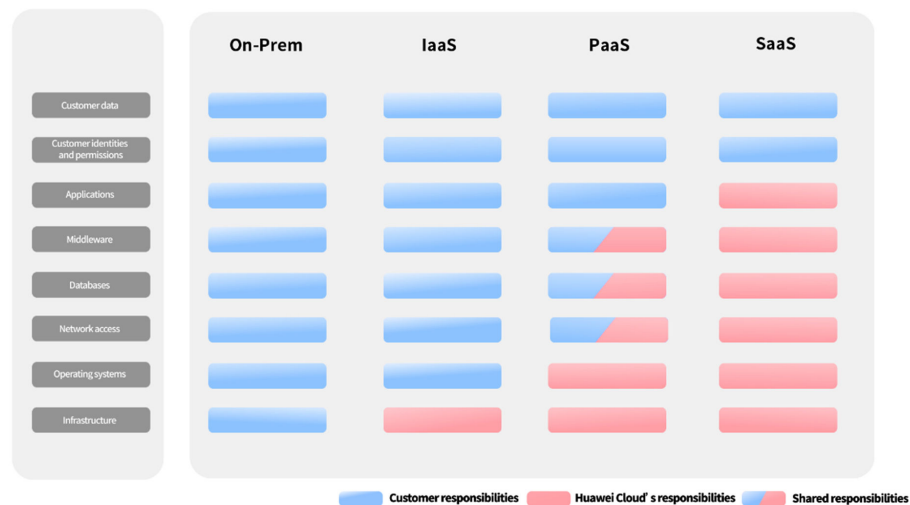 On-Prem IaaS PaaS SaaS
Customer data
Customer identities
and permissions
Applications
Middleware
Databases
Network access
Operating systems
Infrastructure
Customer responsibilities Huawei Cloud's responsibilities Shared responsibilities